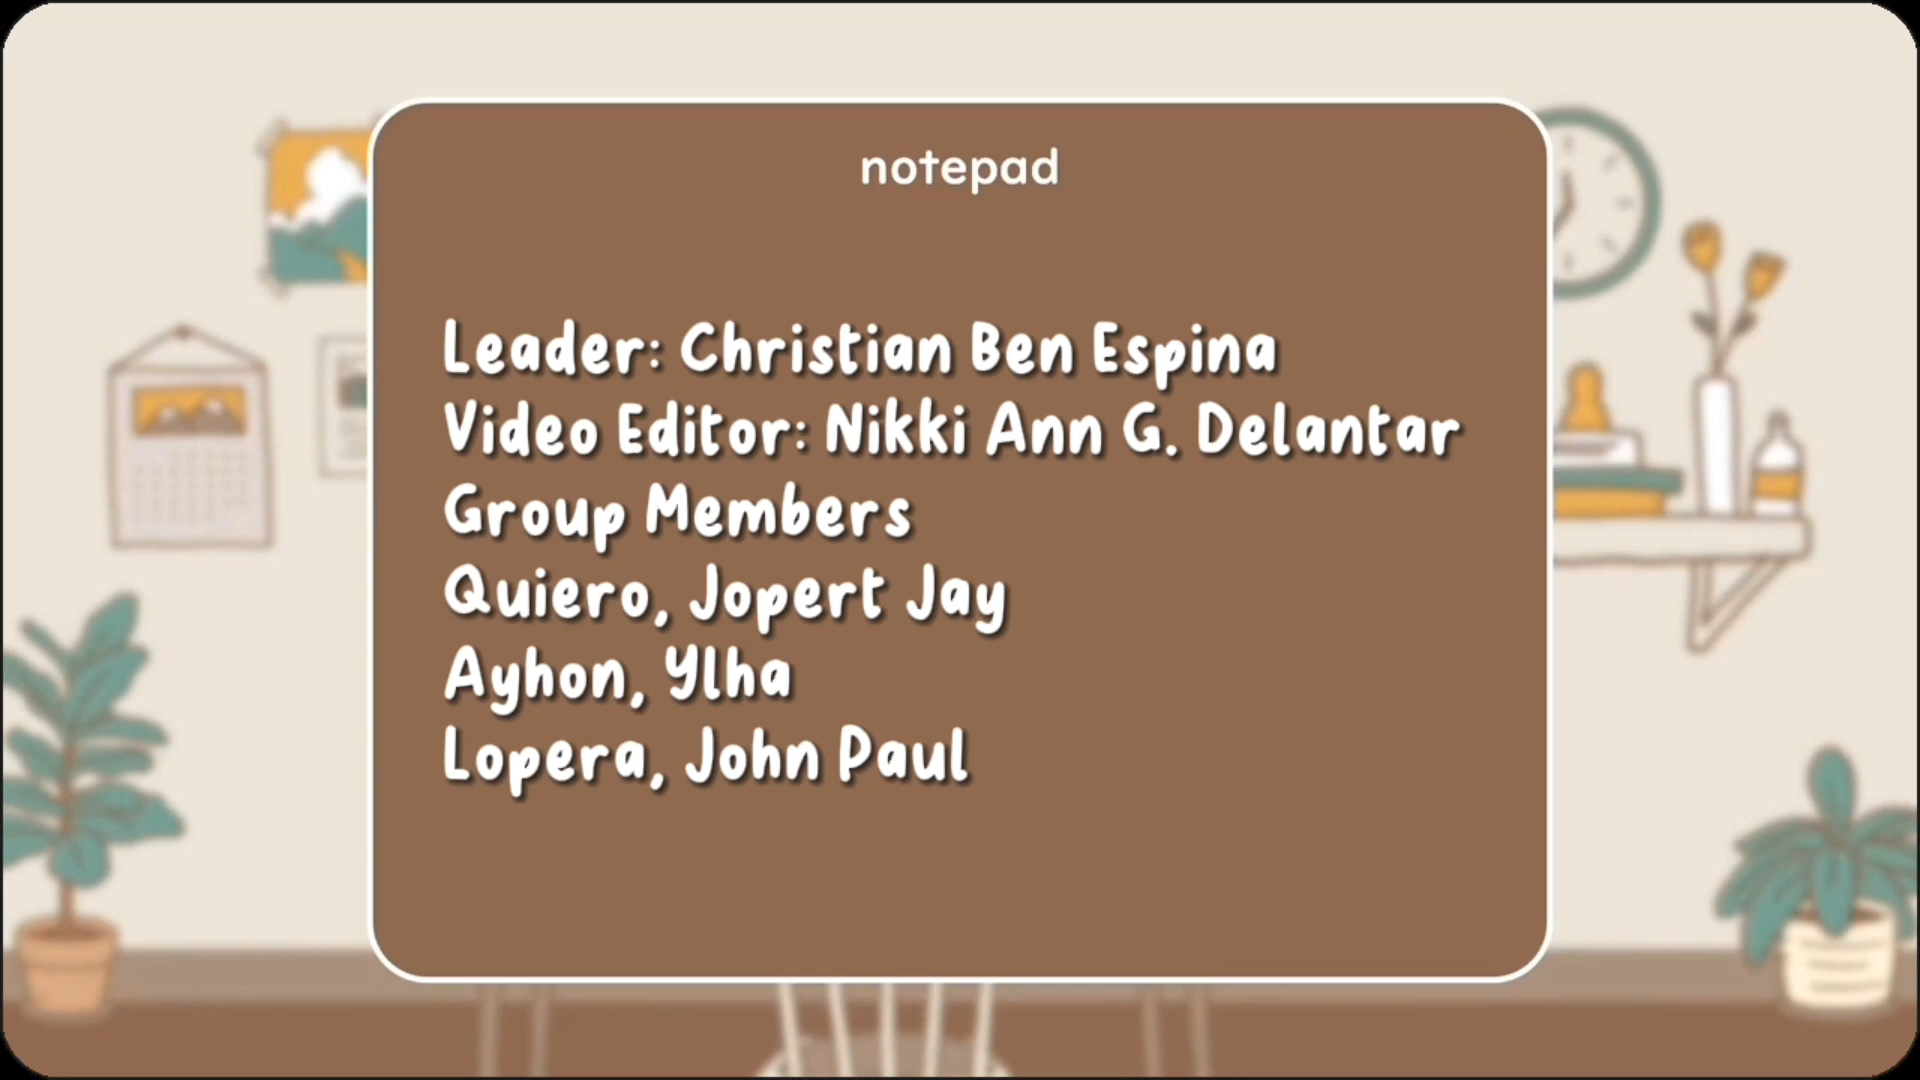 notepad
Leader: Christian Ben Espina
Video Editor: Nikki Ann G. Delantar
Group Members
Quiero, Jopert Jay
Ayhon, Ylha
Lopera, John Paul